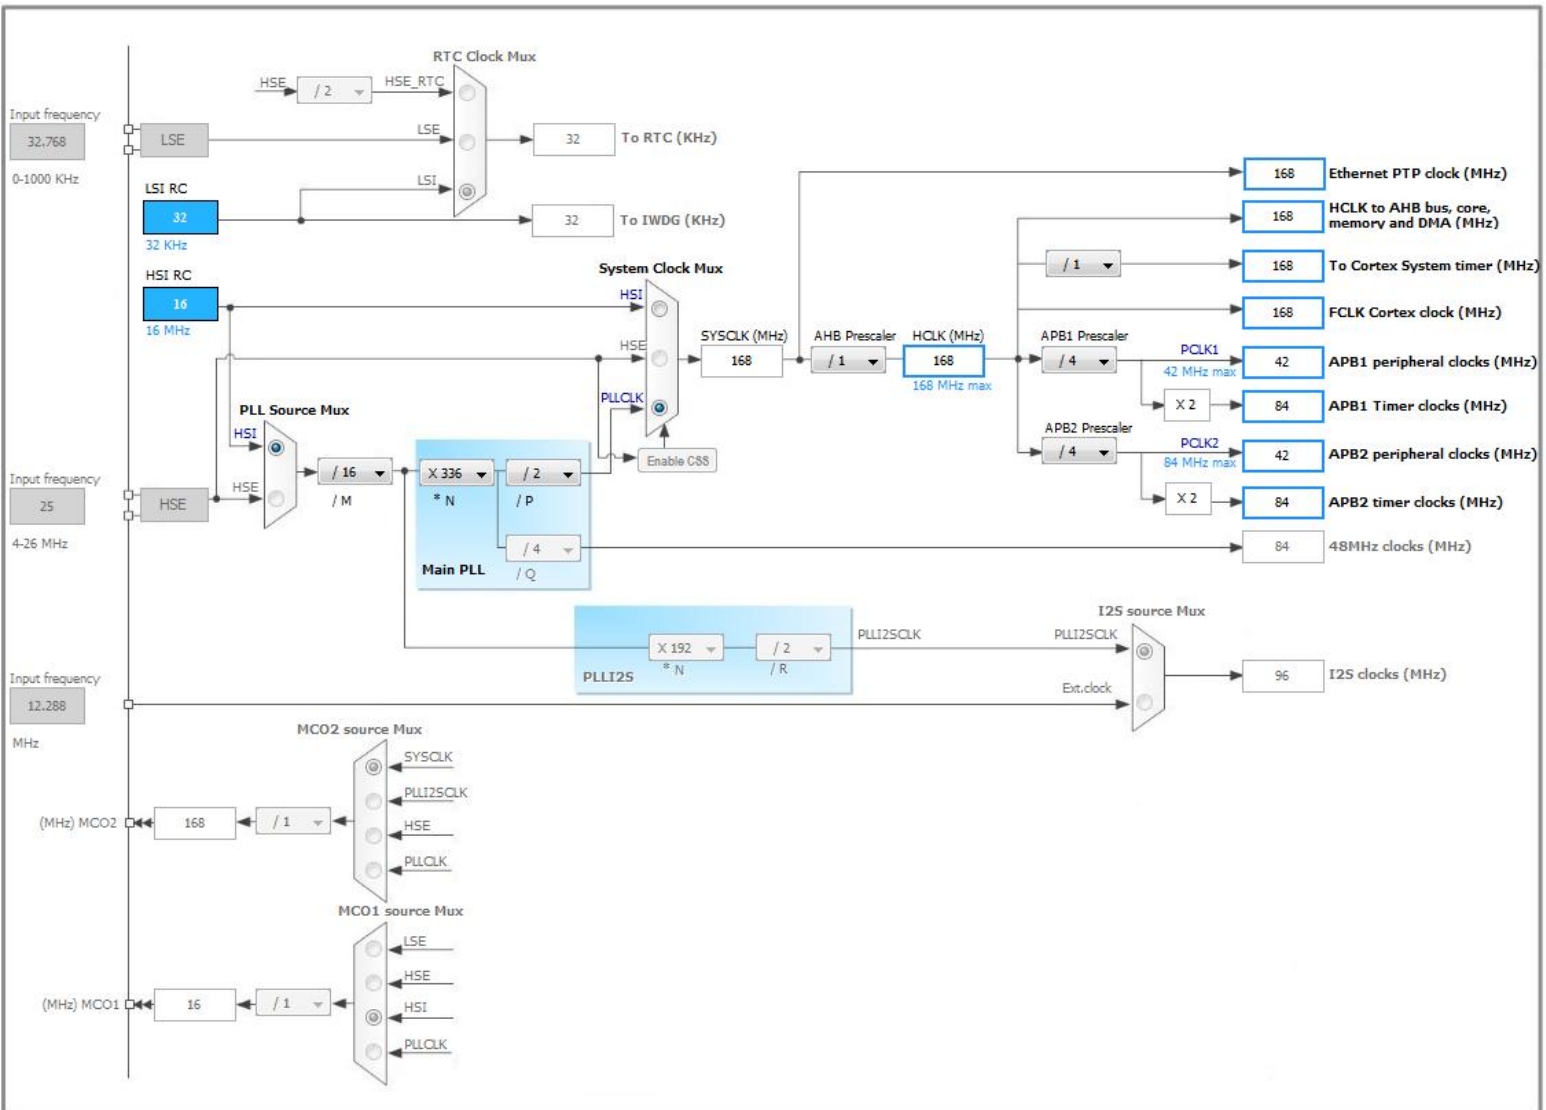 RTC Clock Mux
HSE
/ 2
HSE_RTC
Input frequency
32.768
0-1000 KHz
LSE
LSE
32
To RTC (KHz)
LSI
LSI RC
32
32 KHz
32
To IWDG (KHz)
HSI RC
16
16 MHz
System Clock Mux
HSI
HSE
PLLCLK
SYSCLK (MHz)
168
AHB Prescaler
/ 1
HCLK (MHz)
168
168 MHz max
168
Ethernet PTP clock (MHz)
168
HCLK to AHB bus, core,
memory and DMA (MHz)
/ 1
168
To Cortex System timer (MHz)
168
FCLK Cortex clock (MHz)
APB1 Prescaler
/ 4
PCLK1
42 MHz max
42
APB1 peripheral clocks (MHz)
X 2
84
APB1 Timer clocks (MHz)
APB2 Prescaler
/ 4
PCLK2
84 MHz max
42
APB2 peripheral clocks (MHz)
X 2
84
APB2 timer clocks (MHz)
84
48MHz clocks (MHz)
PLL Source Mux
HSI
HSE
Input frequency
25
4-26 MHz
HSE
/ 16
/ M
X 336
* N
/ 2
/ P
/ 4
/ Q
Main PLL
Enable CSS
PLLI2S
X 192
* N
/ 2
/ R
PLLI2SCLK
I2S source Mux
PLLI2SCLK
Ext.clock
96
I2S clocks (MHz)
Input frequency
12.288
MHz
MCO2 source Mux
SYSCLK
PLLI2SCLK
HSE
PLLCLK
(MHz) MCO2
168
/ 1
MCO1 source Mux
LSE
HSE
HSI
PLLCLK
(MHz) MCO1
16
/ 1